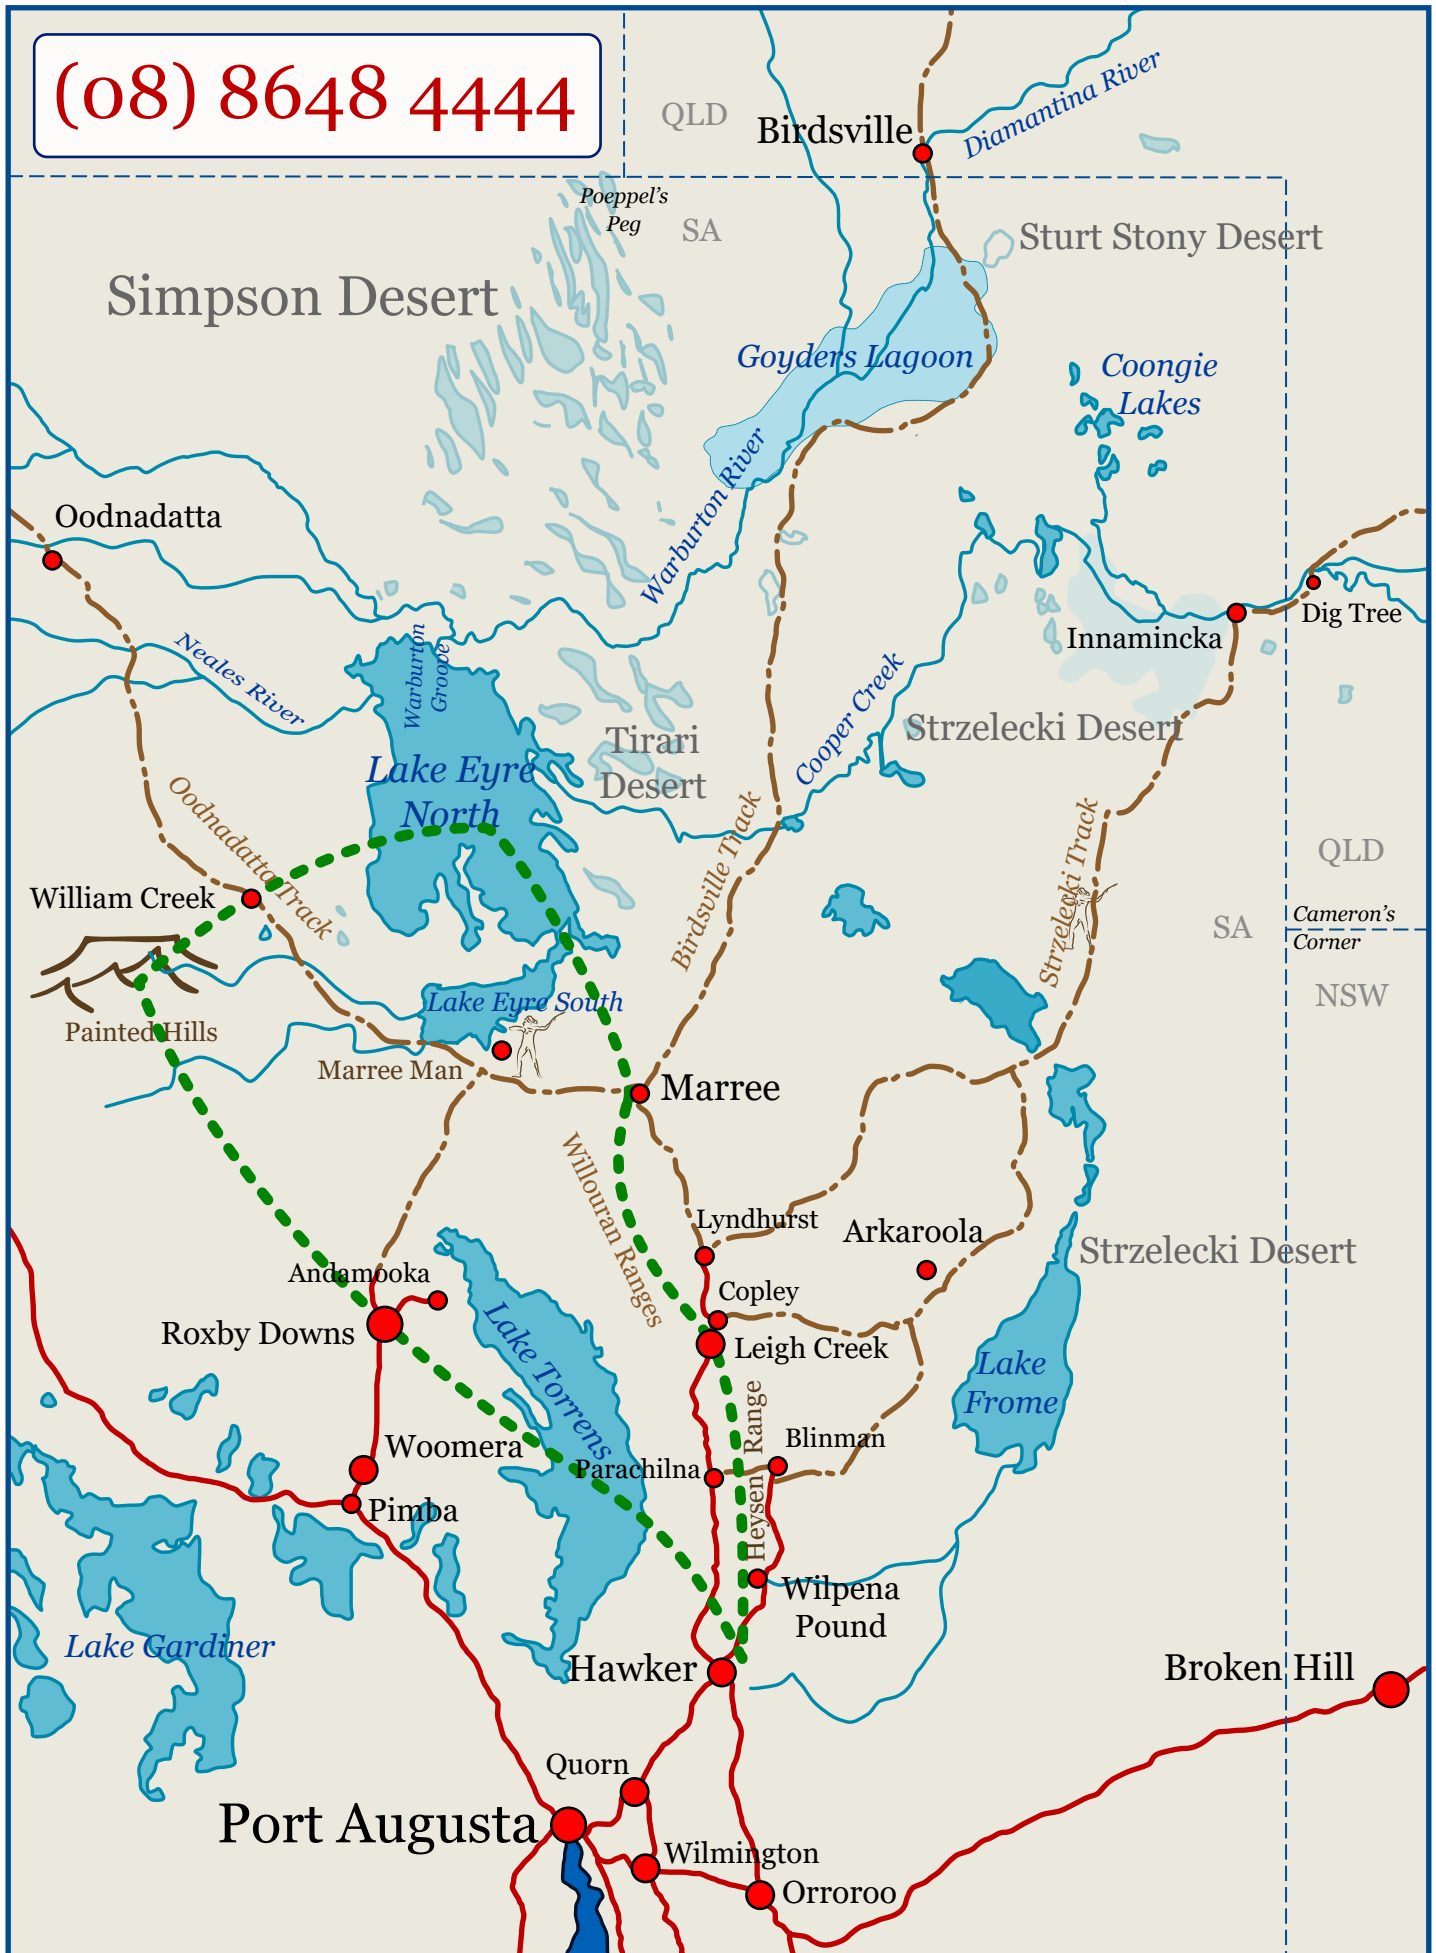 (08) 8648 4444
QLD
Birdsville
Diamantina River
Poeppel's
Peg
SA
Sturt Stony Desert
Simpson Desert
Goyders Lagoon
Coongie
Lakes
Warburton River
Oodnadatta
Dig Tree
Innamincka
Neales River
Warburton
Groove
Cooper Creek
Strzelecki Desert
Tirari
Desert
Lake Eyre
North
Oodnadatta Track
Birdsville Track
Strzelecki Track
QLD
William Creek
Cameron's
Corner
SA
NSW
Lake Eyre South
Painted Hills
Marree Man
Marree
Willouran Ranges
Lyndhurst
Arkaroola
Strzelecki Desert
Andamooka
Copley
Roxby Downs
Leigh Creek
Lake Torrens
Lake
Frome
Heysen Range
Blinman
Woomera
Parachilna
Pimba
Wilpena
Pound
Lake Gardiner
Hawker
Broken Hill
Quorn
Port Augusta
Wilmington
Orroroo